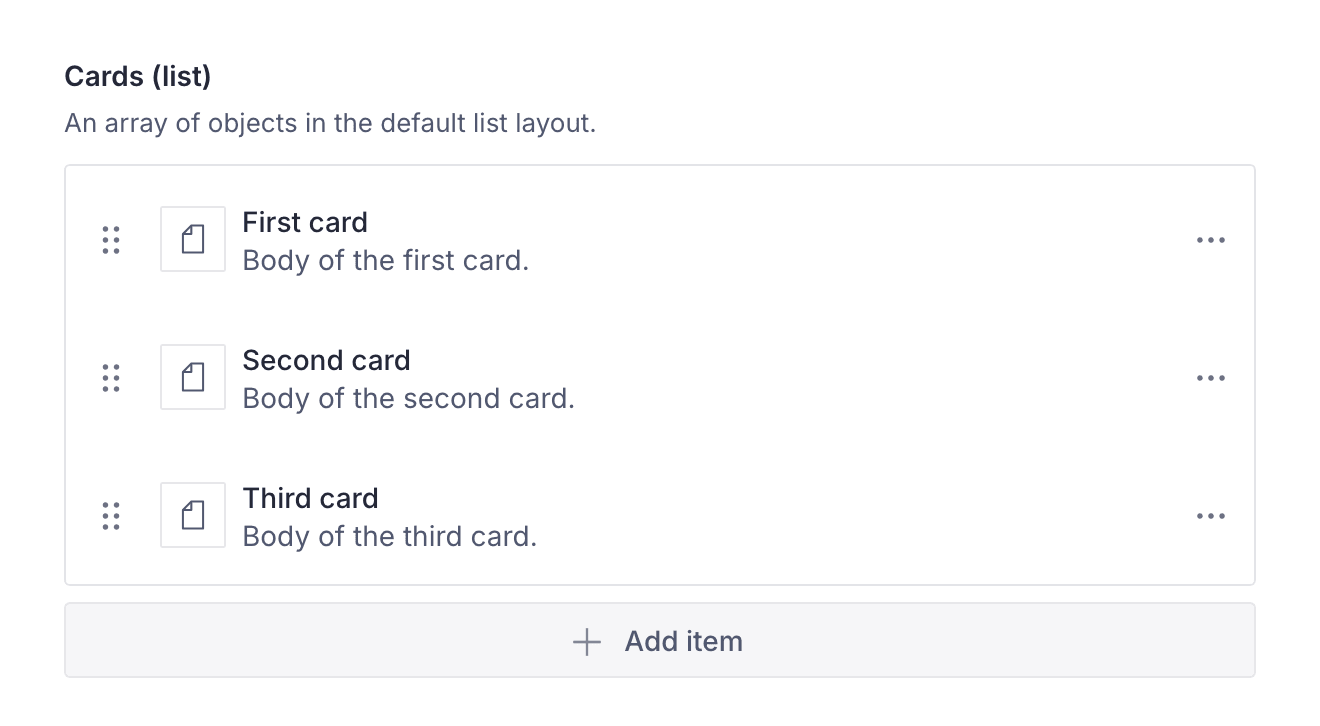 Cards (list)
An array of objects in the default list layout.
First card
Body of the first card.
Second card
Body of the second card.
Third card
Body of the third card.
Add item